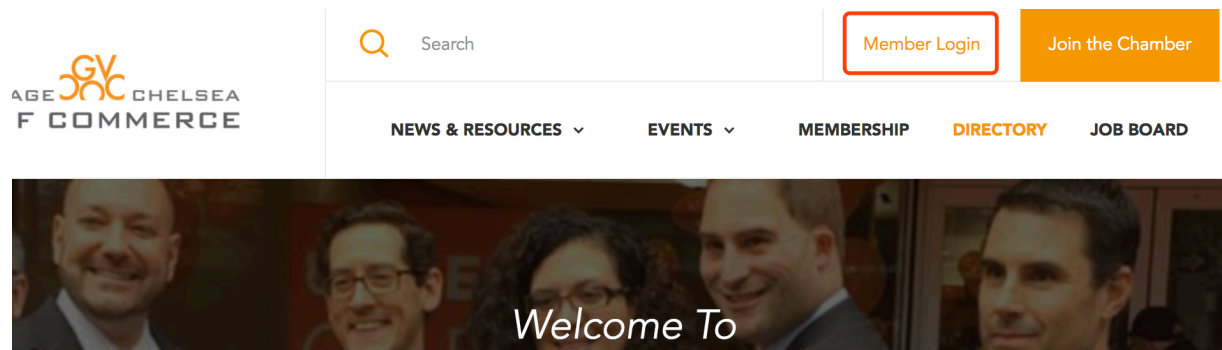 Search
Member Login
Join the Chamber
GV
CC
AGE CHELSEA
F COMMERCE
NEWS & RESOURCES
EVENTS
MEMBERSHIP
DIRECTORY
JOB BOARD
Welcome To